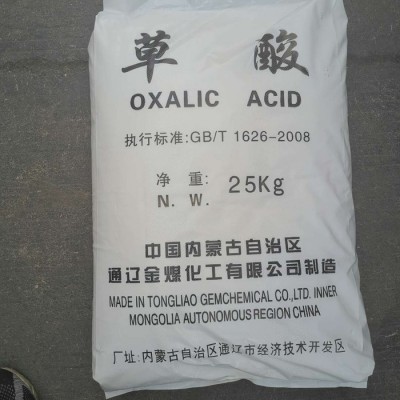 草 酸
OXALIC ACID
执行标准:GB/T 1626-2008
净 重: 25Kg
N. W.
中国内蒙古自治区
通辽金煤化工有限公司制造
MADE IN TONGLIAO GEMCHEMICAL CO.,LTD. INNER
MONGOLIA AUTONOMOUS REGION CHINA
厂址:内蒙古自治区通辽市经济技术开发区